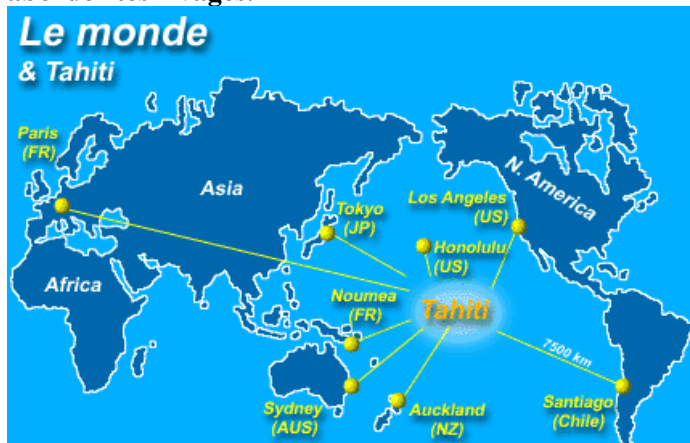 Le monde
& Tahiti
Paris
(FR)
Asia
N. America
Los Angeles
(US)
Tokyo
(JP)
Honolulu
(US)
Africa
Noumea
(FR)
Tahiti
7500 km
Sydney
(AUS)
Auckland
(NZ)
Santiago
(Chile)